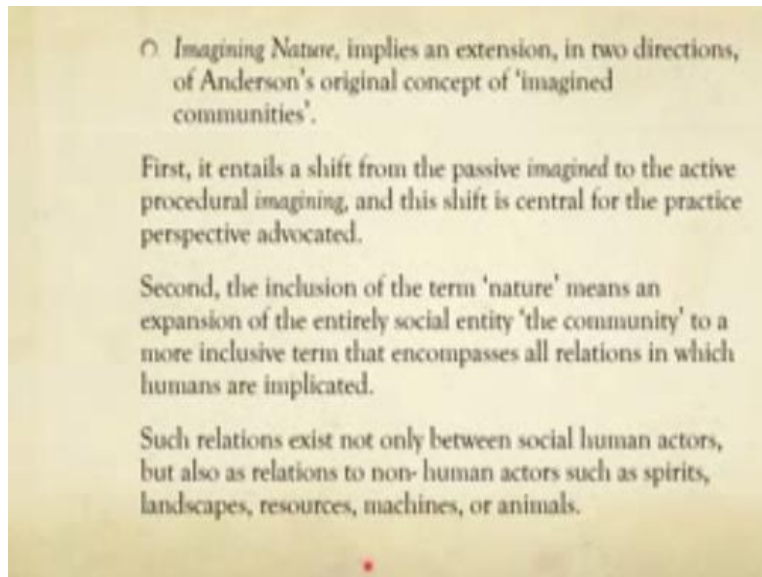 Imagining Nature, implies an extension, in two directions,
of Anderson's original concept of 'imagined
communities'.
First, it entails a shift from the passive imagined to the active
procedural imagining, and this shift is central for the practice
perspective advocated.
Second, the inclusion of the term 'nature' means an
expansion of the entirely social entity 'the community' to a
more inclusive term that encompasses all relations in which
humans are implicated.
Such relations exist not only between social human actors,
but also as relations to non- human actors such as spirits,
landscapes, resources, machines, or animals.